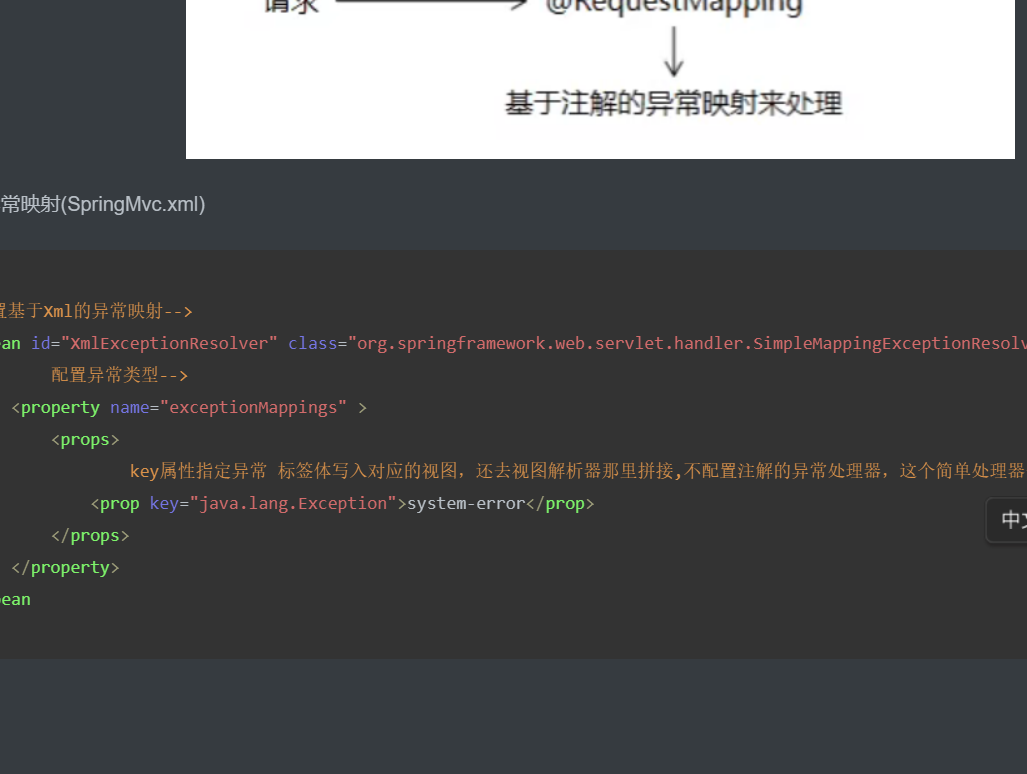 请求 @RequestMapping
基于注解的异常映射来处理
常映射(SpringMvc.xml)
置基于Xml的异常映射-->
ean id="XmlExceptionResolver" class="org.springframework.web.servlet.handler.SimpleMappingExceptionResolv
配置异常类型-->
<property name="exceptionMappings" >
<props>
key属性指定异常 标签体写入对应的视图，还去视图解析器那里拼接,不配置注解的异常处理器，这个简单处理器
<prop key="java.lang.Exception">system-error</prop>
中文
</props>
</property>
ean